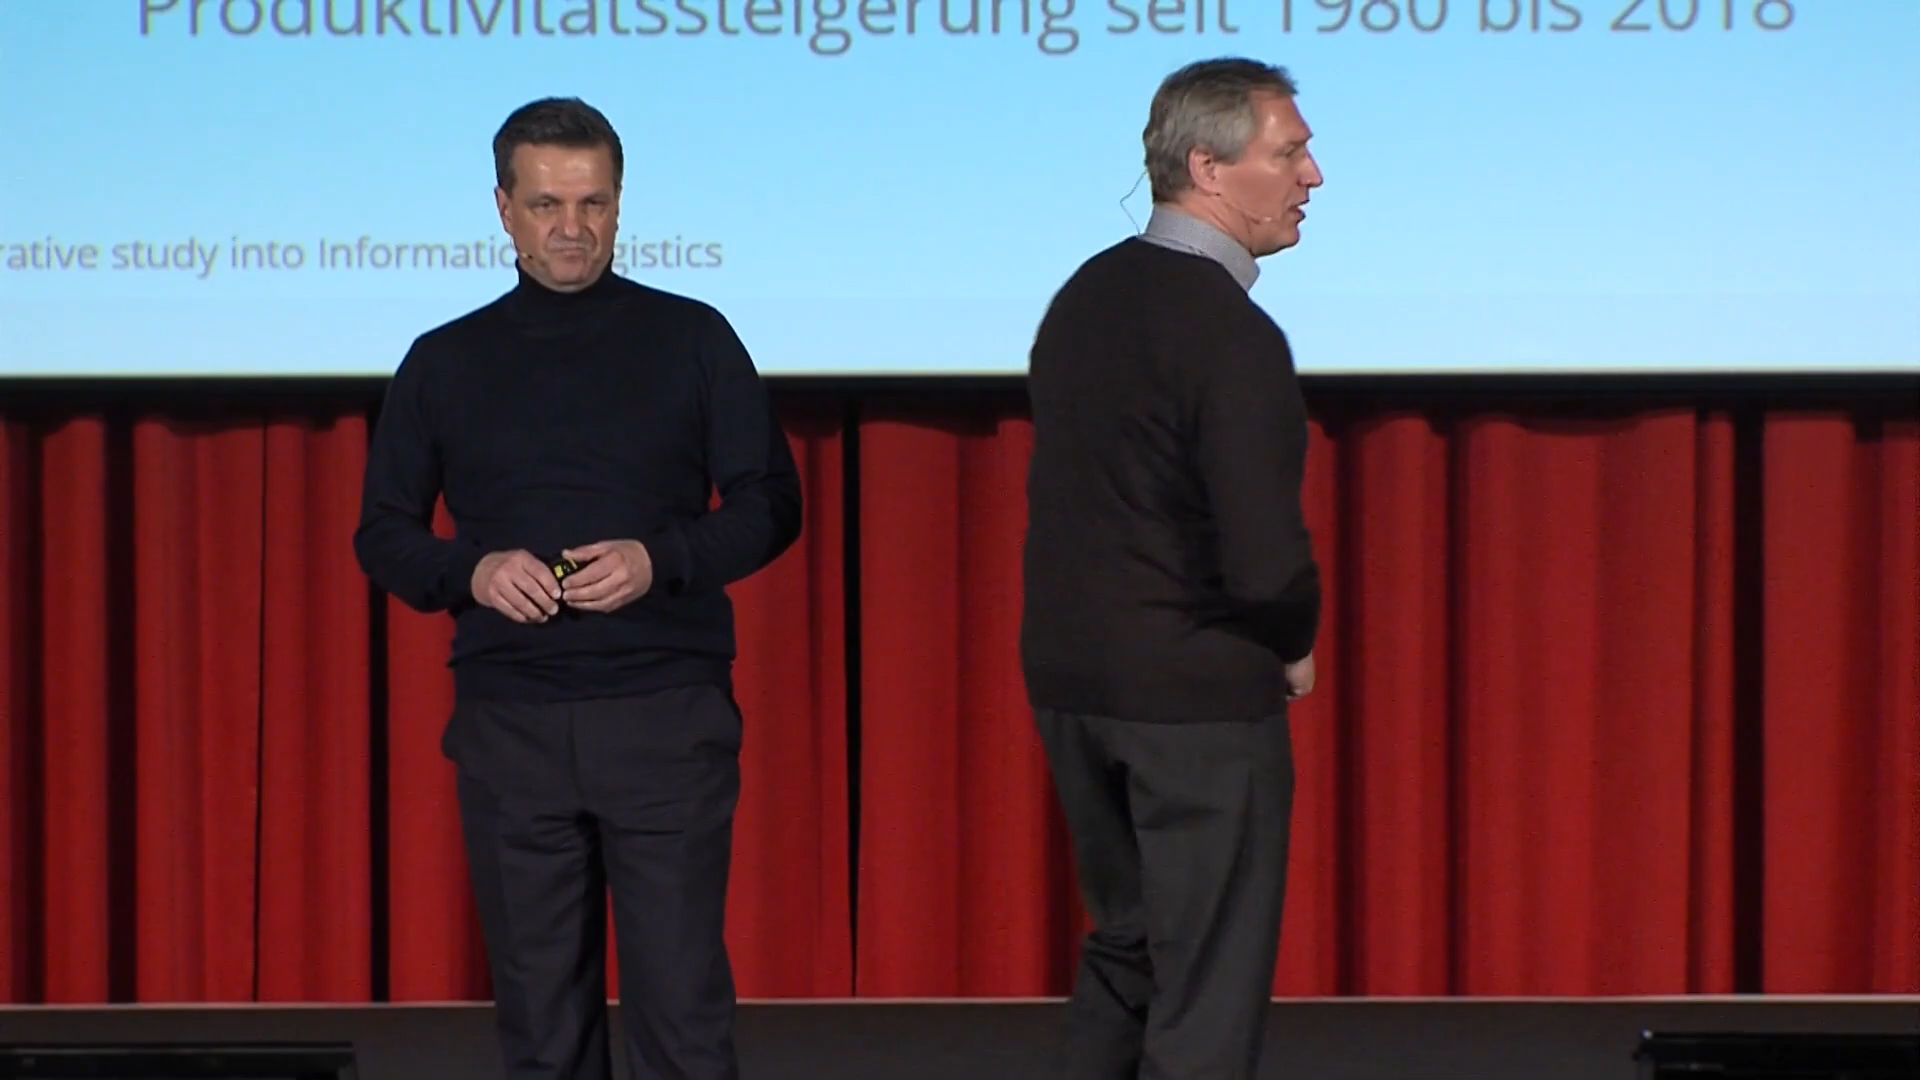 Produktivitätssteigerung seit 1980 bis 2018
rative study into Informatic gistics